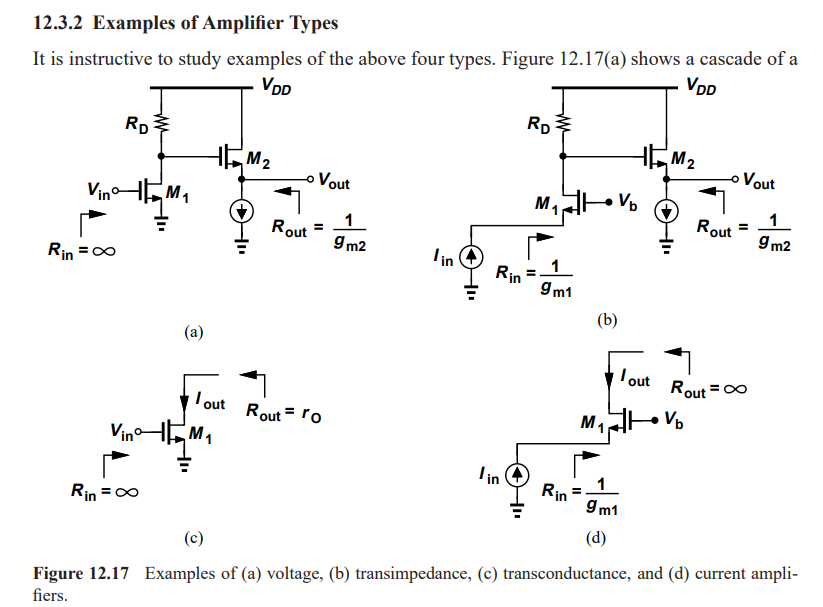 12.3.2 Examples of Amplifier Types
It is instructive to study examples of the above four types. Figure 12.17(a) shows a cascade of a
VDD
RD
M2
Vout
Vin
M1
Rout = 1
gm2
Rin = ∞
(a)
VDD
RD
M2
Vout
M1
Vb
Rout = 1
gm2
Iin
Rin = 1
gm1
(b)
Iout
Rout = rO
Vin
M1
Rin = ∞
(c)
Iout
Rout = ∞
M1
Vb
Iin
Rin = 1
gm1
(d)
Figure 12.17 Examples of (a) voltage, (b) transimpedance, (c) transconductance, and (d) current ampli-
fiers.